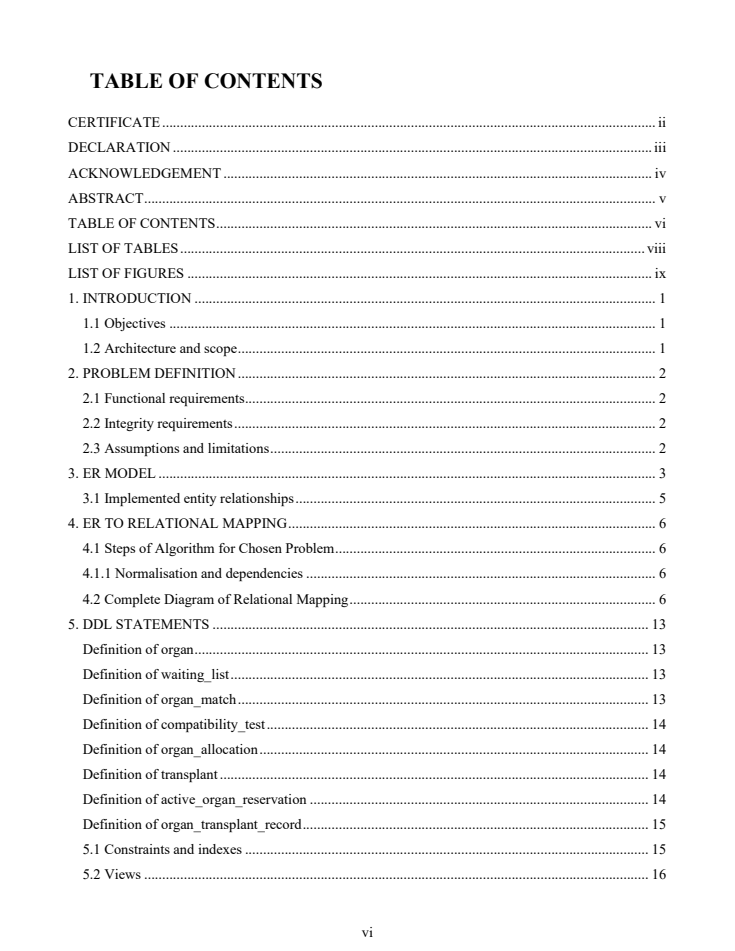 TABLE OF CONTENTS
CERTIFICATE ........ ii
DECLARATION ........ iii
ACKNOWLEDGEMENT ........ iv
ABSTRACT ........ v
TABLE OF CONTENTS ........ vi
LIST OF TABLES ........ viii
LIST OF FIGURES ........ ix
1. INTRODUCTION ........ 1
1.1 Objectives ........ 1
1.2 Architecture and scope ........ 1
2. PROBLEM DEFINITION ........ 2
2.1 Functional requirements ........ 2
2.2 Integrity requirements ........ 2
2.3 Assumptions and limitations ........ 2
3. ER MODEL ........ 3
3.1 Implemented entity relationships ........ 5
4. ER TO RELATIONAL MAPPING ........ 6
4.1 Steps of Algorithm for Chosen Problem ........ 6
4.1.1 Normalisation and dependencies ........ 6
4.2 Complete Diagram of Relational Mapping ........ 6
5. DDL STATEMENTS ........ 13
Definition of organ ........ 13
Definition of waiting_list ........ 13
Definition of organ_match ........ 13
Definition of compatibility_test ........ 14
Definition of organ_allocation ........ 14
Definition of transplant ........ 14
Definition of active_organ_reservation ........ 14
Definition of organ_transplant_record ........ 15
5.1 Constraints and indexes ........ 15
5.2 Views ........ 16
vi